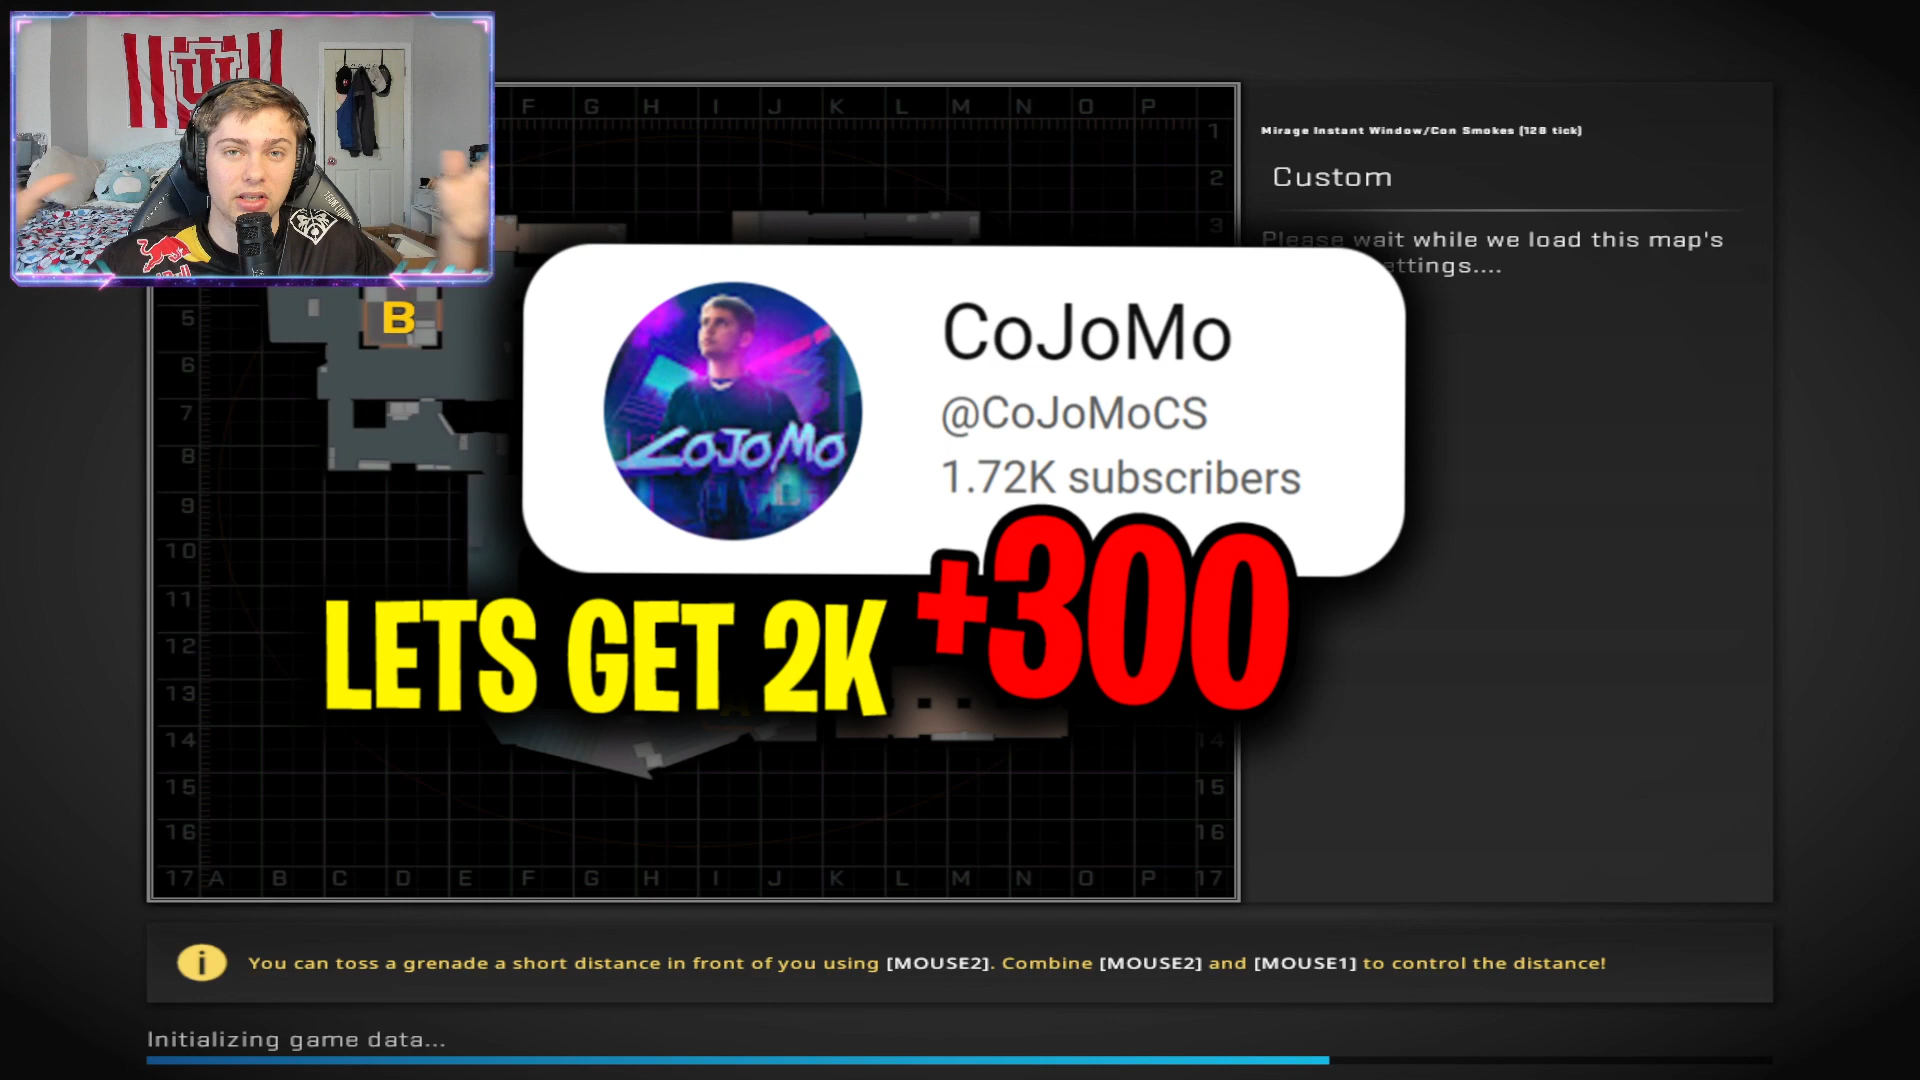 F G H I J K L M N O P
1
Mirage Instant Window/Con Smokes (128 tick)
2
Custom
3
Please wait while we load this map's
ettings....
CoJoMo
@CoJoMoCS
1.72K subscribers
COJOMO
+300
LETS GET 2K
B
5
6
7
8
9
10
11
12
13
14
14
15
15
16
16
17 A B C D E F G H I J K L M N O P 17
You can toss a grenade a short distance in front of you using [MOUSE2]. Combine [MOUSE2] and [MOUSE1] to control the distance!
Initializing game data...